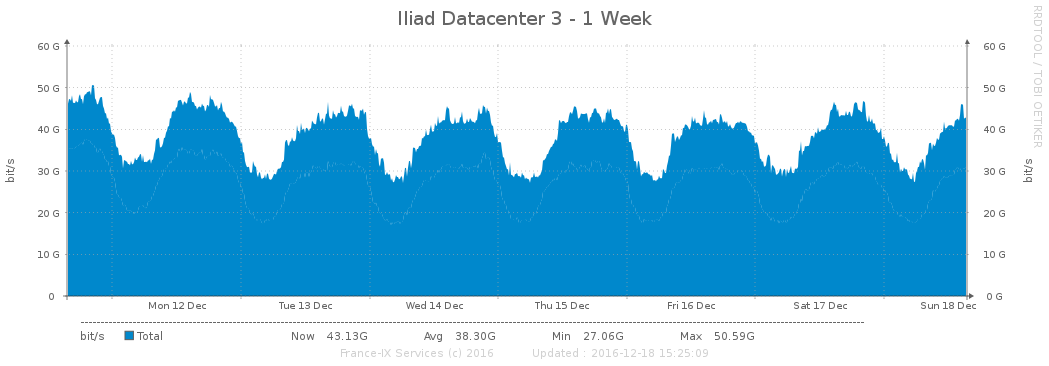 Iliad Datacenter 3 - 1 Week
RRDTOOL / TOBI OETIKER
60 G 60 G
50 G 50 G
40 G 40 G
30 G 30 G
20 G 20 G
10 G 10 G
0 0 G
bit/s
bit/s
Mon 12 Dec Tue 13 Dec Wed 14 Dec Thu 15 Dec Fri 16 Dec Sat 17 Dec Sun 18 Dec
bit/s Total Now 43.13G Avg 38.30G Min 27.06G Max 50.59G
France-IX Services (c) 2016 Updated : 2016-12-18 15:25:09